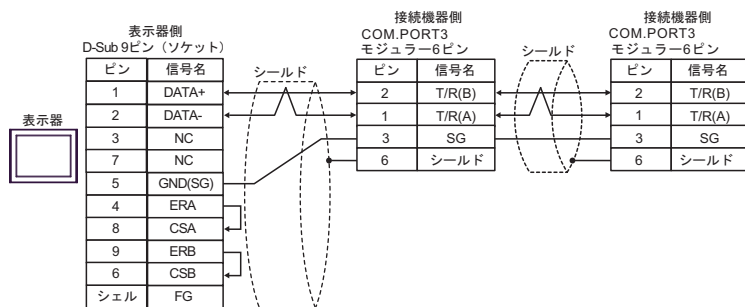 表示器
表示器側
D-Sub 9ピン（ソケット）
ピン 信号名
1 DATA+
2 DATA-
3 NC
7 NC
5 GND(SG)
4 ERA
8 CSA
9 ERB
6 CSB
シェル FG
シールド
接続機器側
COM.PORT3
モジュラー6ピン
ピン 信号名
2 T/R(B)
1 T/R(A)
3 SG
6 シールド
シールド
接続機器側
COM.PORT3
モジュラー6ピン
ピン 信号名
2 T/R(B)
1 T/R(A)
3 SG
6 シールド